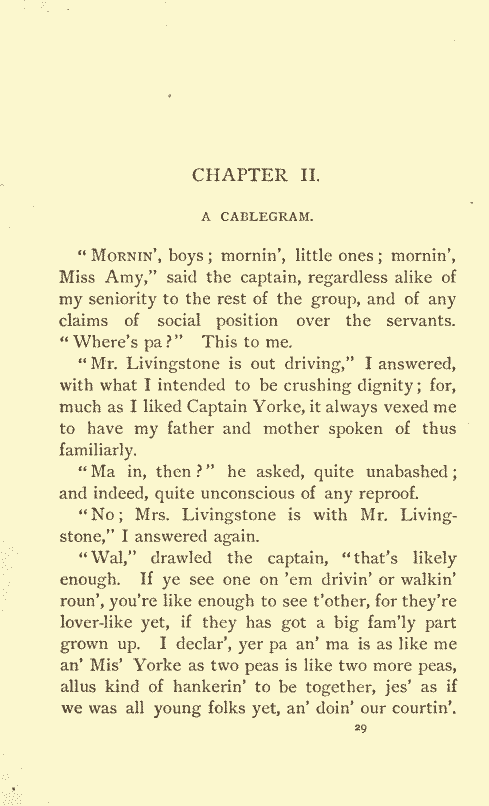 CHAPTER II.
A CABLEGRAM.
“ MORNIN’, boys ; mornin’, little ones ; mornin’,
Miss Amy,” said the captain, regardless alike of
my seniority to the rest of the group, and of any
claims of social position over the servants.
“ Where’s pa ?” This to me.
“ Mr. Livingstone is out driving,” I answered,
with what I intended to be crushing dignity ; for,
much as I liked Captain Yorke, it always vexed me
to have my father and mother spoken of thus
familiarly.
“ Ma in, then ?” he asked, quite unabashed ;
and indeed, quite unconscious of any reproof.
“ No ; Mrs. Livingstone is with Mr. Living-
stone,” I answered again.
“ Wal,” drawled the captain, “ that’s likely
enough. If ye see one on ’em drivin’ or walkin’
roun’, you’re like enough to see t’other, for they’re
lover-like yet, if they has got a big fam’ly part
grown up. I declar’, yer pa an’ ma is as like me
an’ Mis’ Yorke as two peas is like two more peas,
allus kind of hankerin’ to be together, jes’ as if
we was all young folks yet, an’ doin’ our courtin’.
29